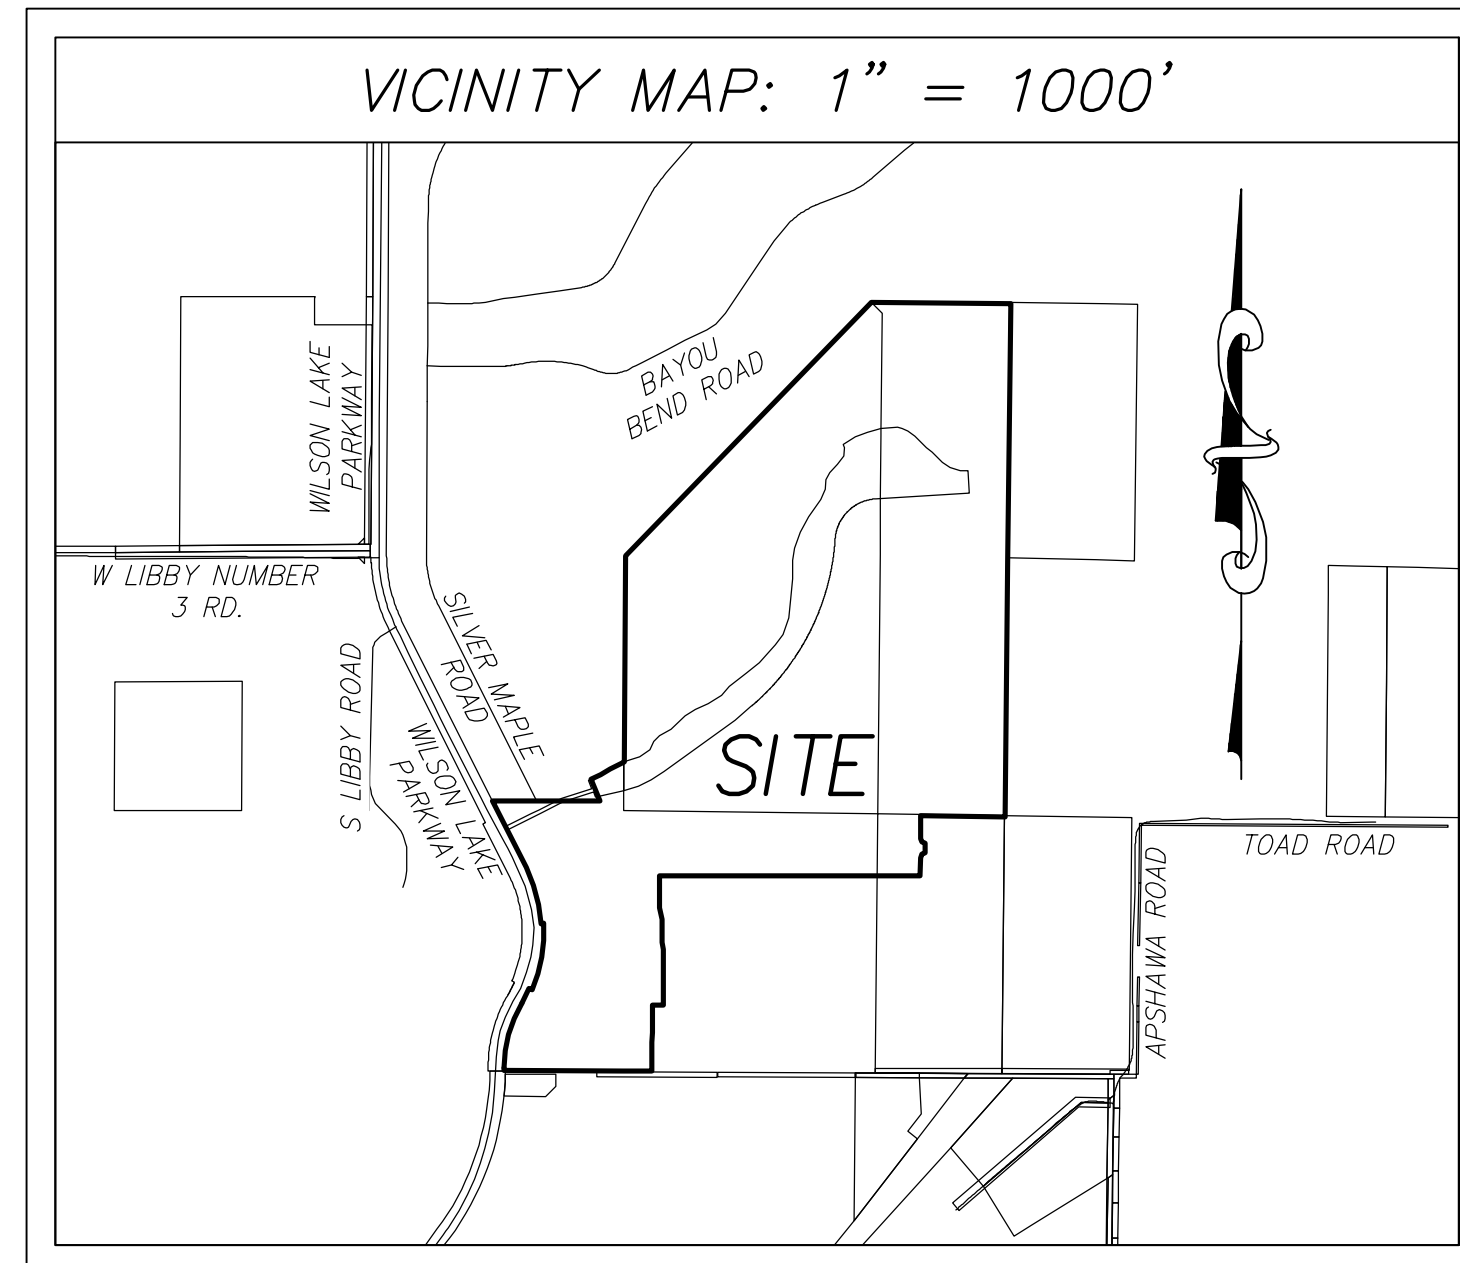 VICINITY MAP: 1" = 1000'
BAYOU
BEND ROAD
WILSON LAKE
PARKWAY
W LIBBY NUMBER
3 RD.
SILVER MAPLE
ROAD
S LIBBY ROAD
WILSON LAKE
PARKWAY
SITE
TOAD ROAD
APSHAWA ROAD